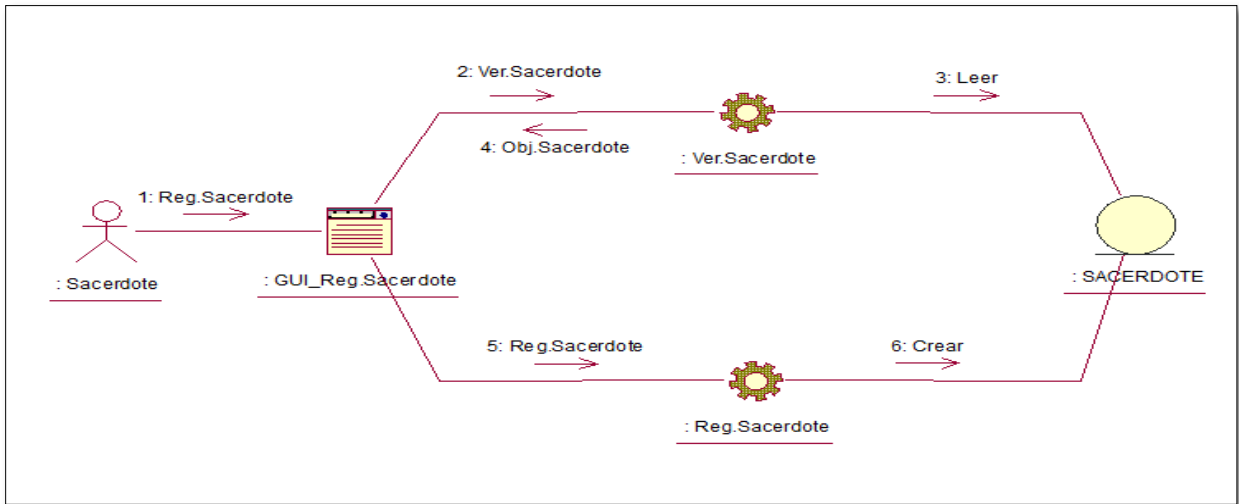 2: Ver.Sacerdote
3: Leer
4: Obj.Sacerdote
: Ver.Sacerdote
1: Reg.Sacerdote
: Sacerdote
: GUI_Reg.Sacerdote
: SACERDOTE
5: Reg.Sacerdote
6: Crear
: Reg.Sacerdote